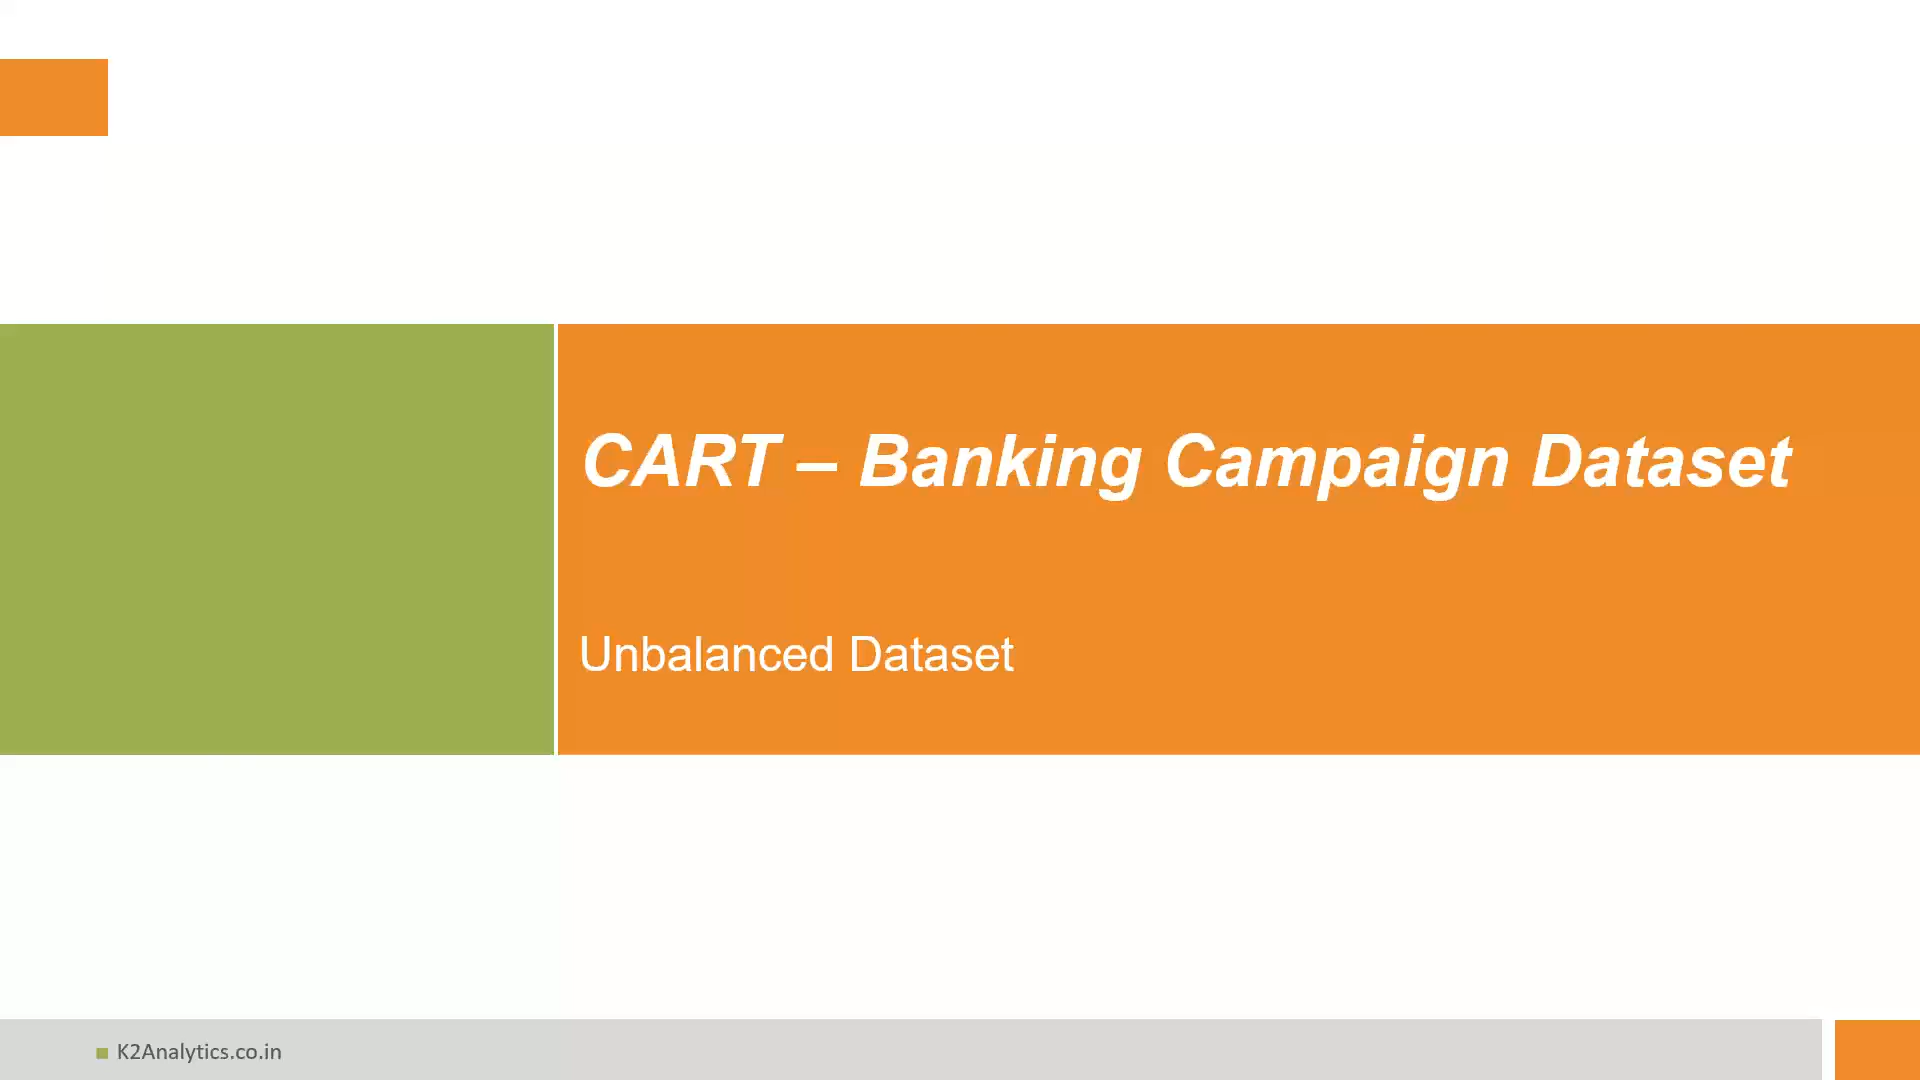 CART – Banking Campaign Dataset
Unbalanced Dataset
K2Analytics.co.in